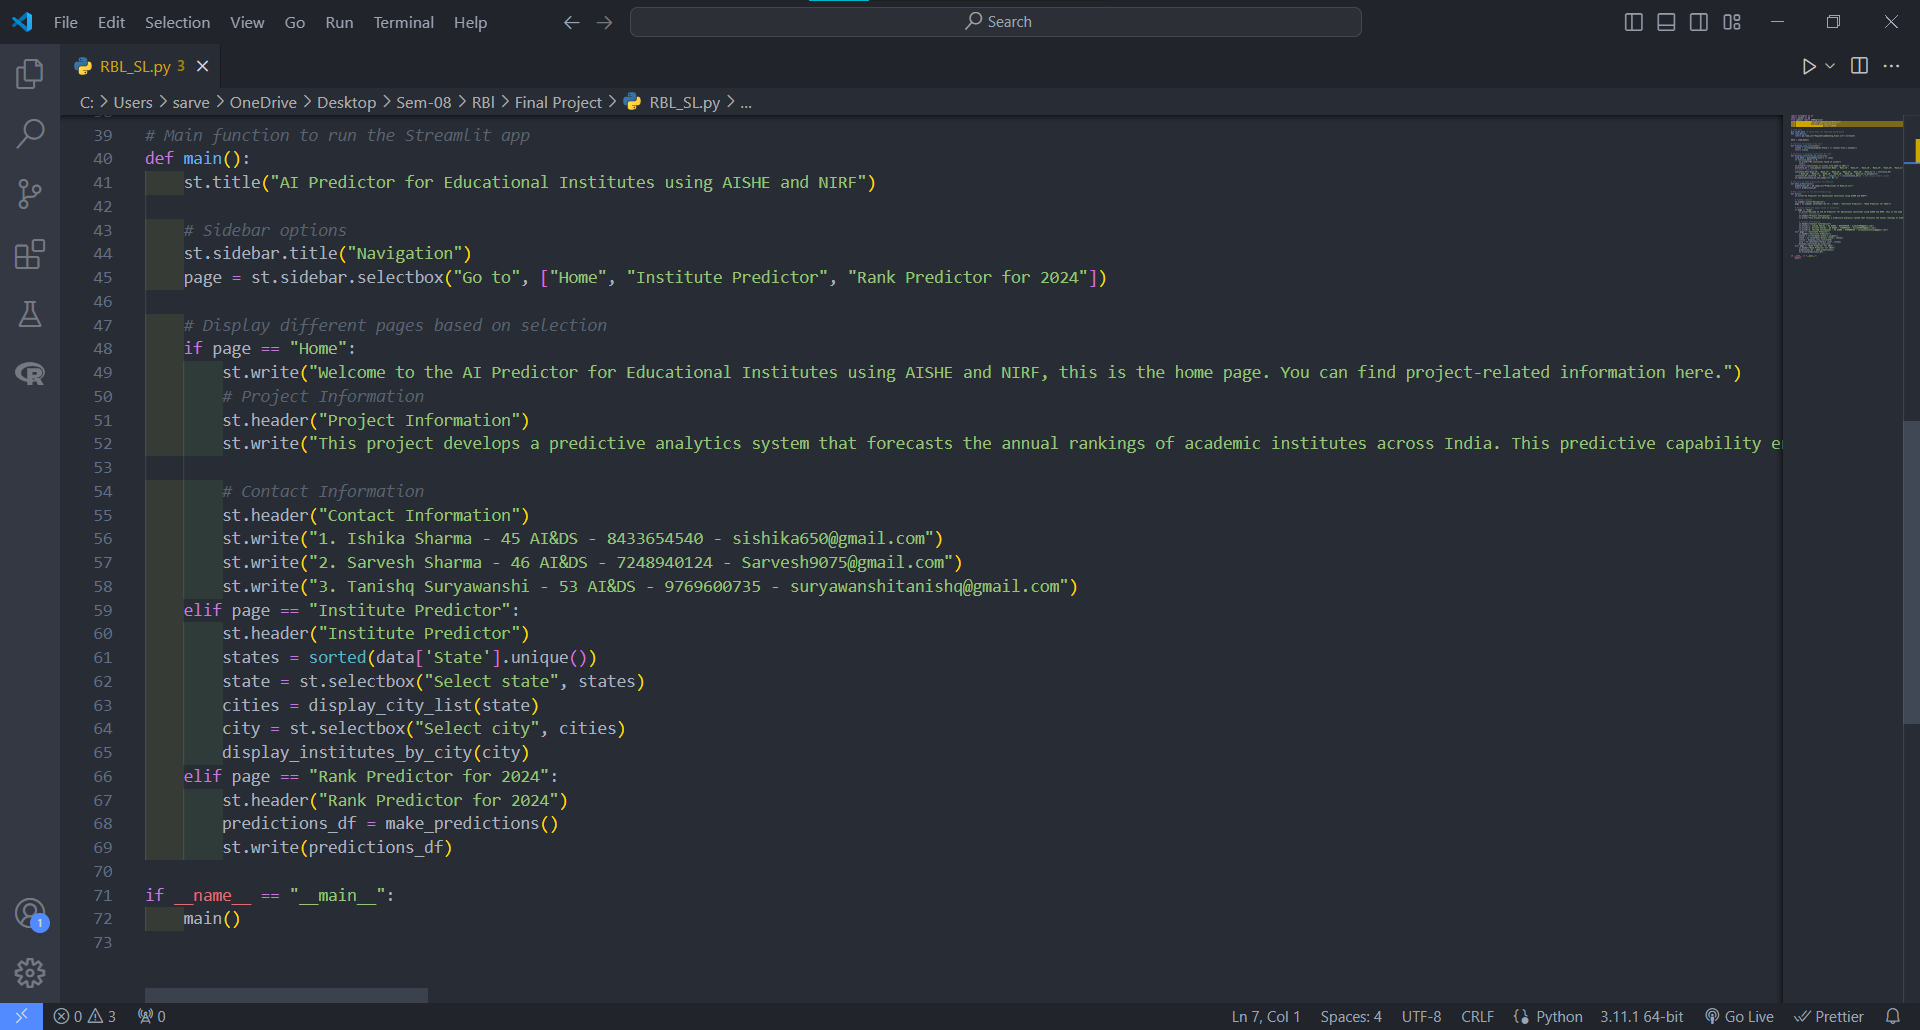 File Edit Selection View Go Run Terminal Help
Search
RBL_SL.py 3
C: > Users > sarve > OneDrive > Desktop > Sem-08 > RBl > Final Project > RBL_SL.py > ...
39 # Main function to run the Streamlit app
40 def main():
41 st.title("AI Predictor for Educational Institutes using AISHE and NIRF")
42
43 # Sidebar options
44 st.sidebar.title("Navigation")
45 page = st.sidebar.selectbox("Go to", ["Home", "Institute Predictor", "Rank Predictor for 2024"])
46
47 # Display different pages based on selection
48 if page == "Home":
49 st.write("Welcome to the AI Predictor for Educational Institutes using AISHE and NIRF, this is the home page. You can find project-related information here.")
50 # Project Information
51 st.header("Project Information")
52 st.write("This project develops a predictive analytics system that forecasts the annual rankings of academic institutes across India. This predictive capability
53
54 # Contact Information
55 st.header("Contact Information")
56 st.write("1. Ishika Sharma - 45 AI&DS - 8433654540 - sishika650@gmail.com")
57 st.write("2. Sarvesh Sharma - 46 AI&DS - 7248940124 - Sarvesh9075@gmail.com")
58 st.write("3. Tanishq Suryawanshi - 53 AI&DS - 9769600735 - suryawanshitanishq@gmail.com")
59 elif page == "Institute Predictor":
60 st.header("Institute Predictor")
61 states = sorted(data['State'].unique())
62 state = st.selectbox("Select state", states)
63 cities = display_city_list(state)
64 city = st.selectbox("Select city", cities)
65 display_institutes_by_city(city)
66 elif page == "Rank Predictor for 2024":
67 st.header("Rank Predictor for 2024")
68 predictions_df = make_predictions()
69 st.write(predictions_df)
70
71 if __name__ == "__main__":
72 main()
73
1
0 3 0 Ln 7, Col 1 Spaces: 4 UTF-8 CRLF Python 3.11.1 64-bit Go Live Prettier